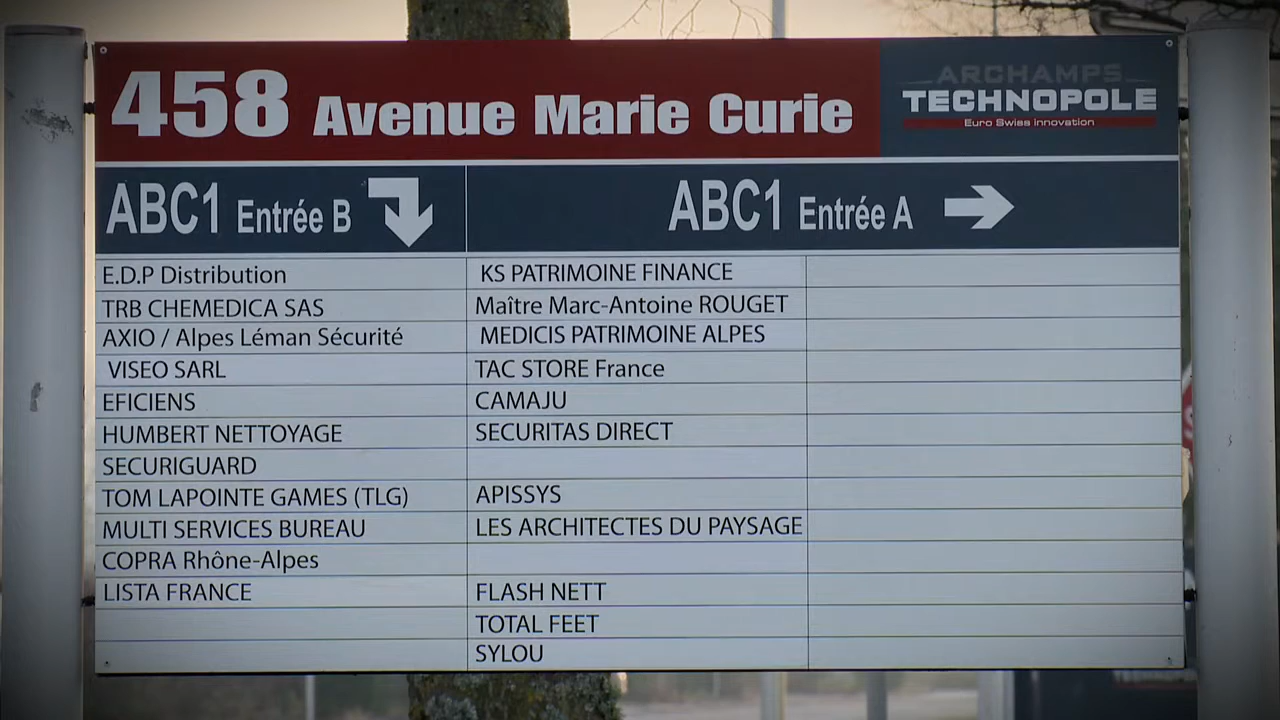 458 Avenue Marie Curie
ARCHAMPS
TECHNOPOLE
Euro Swiss innovation
ABC1 Entrée B
ABC1 Entrée A
E.D.P Distribution
TRB CHEMEDICA SAS
AXIO / Alpes Léman Sécurité
VISEO SARL
EFICIENS
HUMBERT NETTOYAGE
SECURIGUARD
TOM LAPOINTE GAMES (TLG)
MULTI SERVICES BUREAU
COPRA Rhône-Alpes
LISTA FRANCE
KS PATRIMOINE FINANCE
Maître Marc-Antoine ROUGET
MEDICIS PATRIMOINE ALPES
TAC STORE France
CAMAJU
SECURITAS DIRECT
APISSYS
LES ARCHITECTES DU PAYSAGE
FLASH NETT
TOTAL FEET
SYLOU